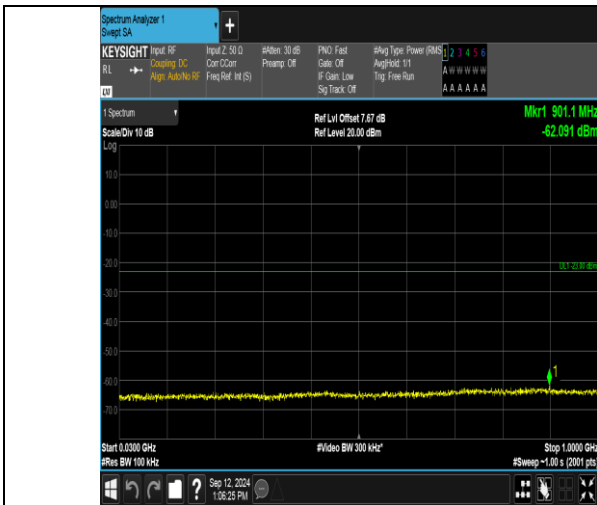 Spectrum Analyzer 1
Swept SA
+
KEYSIGHT Input: RF Input Z: 50 Ω #Atten: 30 dB PNO: Fast #Avg Type: Power (RMS 1 2 3 4 5 6
RL Coupling: DC Corr CCorr Preamp: Off Gate: Off Avg|Hold: 1/1 A W W W W W
Align: Auto/No RF Freq Ref: Int (S) IF Gain: Low Trig: Free Run
LXI Sig Track: Off A A A A A A
1 Spectrum Ref Lvl Offset 7.67 dB Mkr1 901.1 MHz
Scale/Div 10 dB Ref Level 20.00 dBm -62.091 dBm
Log
10.0
0.00
-10.0
-20.0
DL1 -23.00 dBm
-30.0
-40.0
-50.0
1
-60.0
-70.0
Start 0.0300 GHz #Video BW 300 kHz* Stop 1.0000 GHz
#Res BW 100 kHz #Sweep ~1.00 s (2001 pts)
? Sep 12, 2024
1:06:25 PM